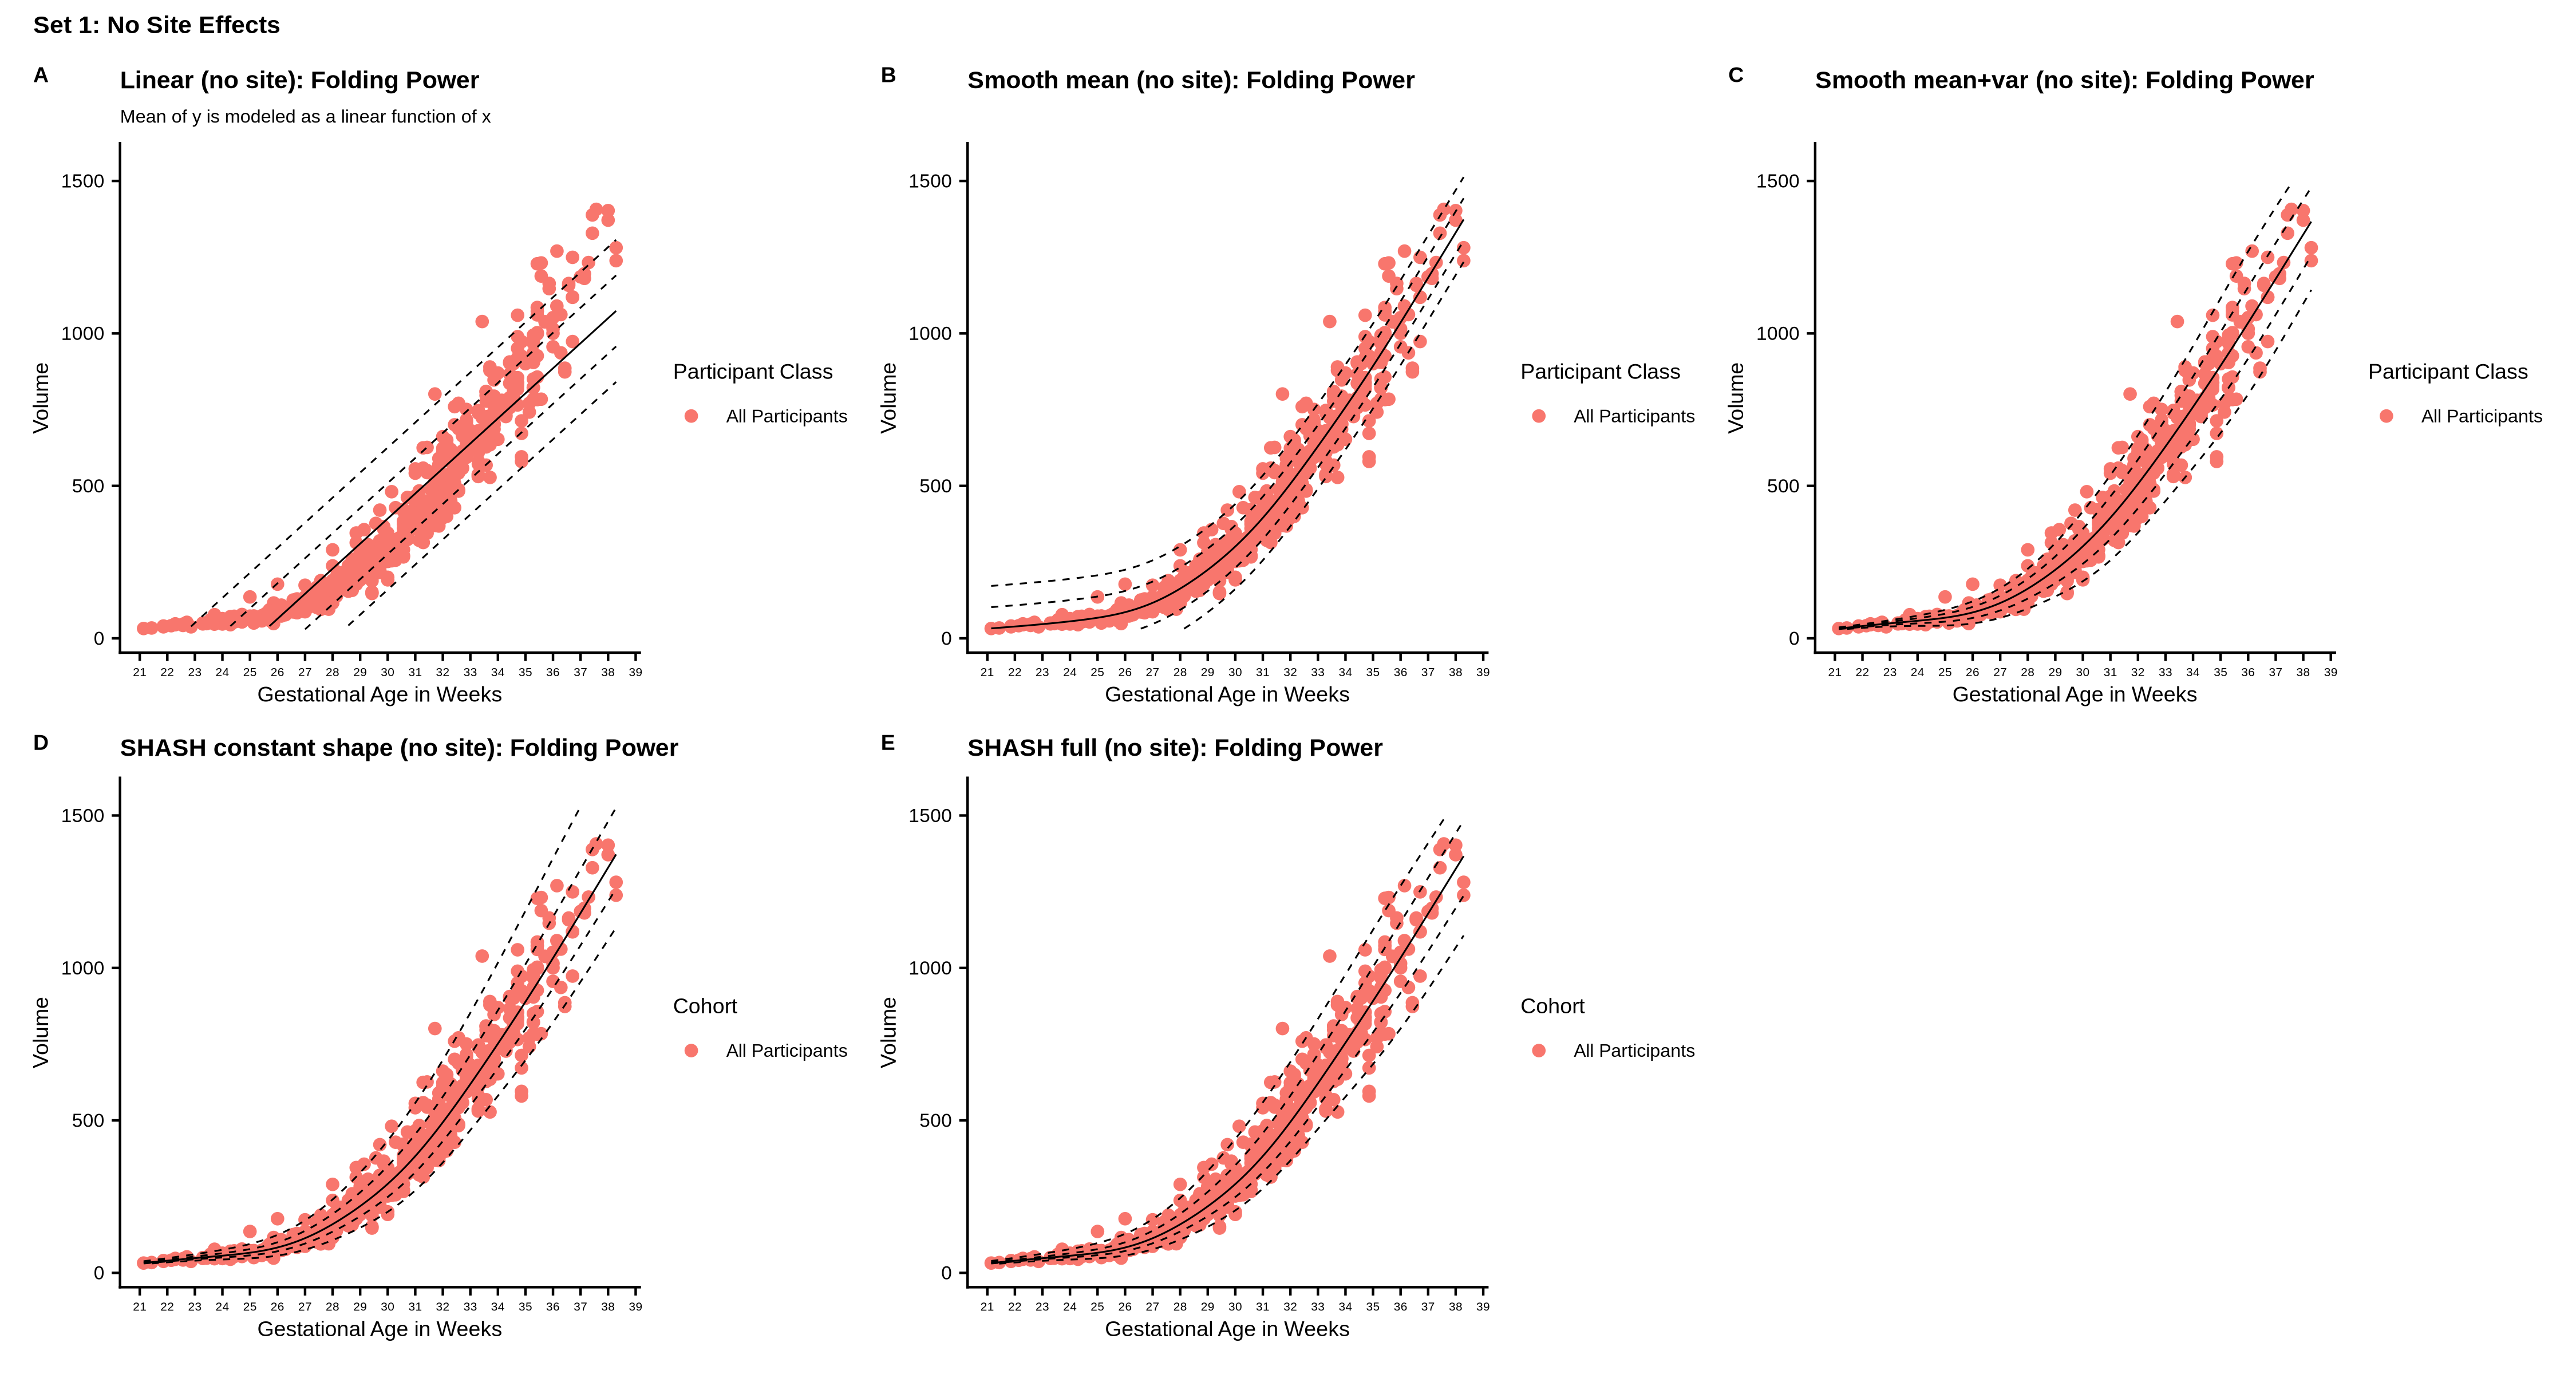 Set 1: No Site Effects
A
Linear (no site): Folding Power
Mean of y is modeled as a linear function of x
1500
1000
500
0
Volume
21 22 23 24 25 26 27 28 29 30 31 32 33 34 35 36 37 38 39
Gestational Age in Weeks
Participant Class
All Participants
B
Smooth mean (no site): Folding Power
1500
1000
500
0
Volume
21 22 23 24 25 26 27 28 29 30 31 32 33 34 35 36 37 38 39
Gestational Age in Weeks
Participant Class
All Participants
C
Smooth mean+var (no site): Folding Power
1500
1000
500
0
Volume
21 22 23 24 25 26 27 28 29 30 31 32 33 34 35 36 37 38 39
Gestational Age in Weeks
Participant Class
All Participants
D
SHASH constant shape (no site): Folding Power
1500
1000
500
0
Volume
21 22 23 24 25 26 27 28 29 30 31 32 33 34 35 36 37 38 39
Gestational Age in Weeks
Cohort
All Participants
E
SHASH full (no site): Folding Power
1500
1000
500
0
Volume
21 22 23 24 25 26 27 28 29 30 31 32 33 34 35 36 37 38 39
Gestational Age in Weeks
Cohort
All Participants